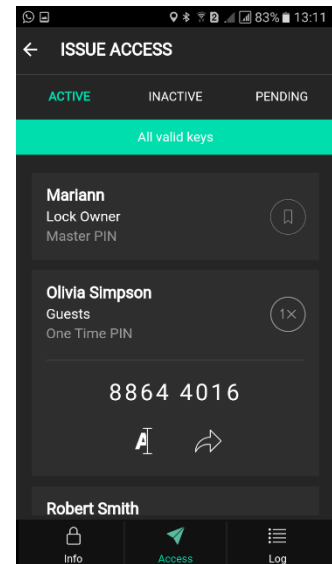 83% 13:11
ISSUE ACCESS
ACTIVE INACTIVE PENDING
All valid keys
Mariann
Lock Owner
Master PIN
Olivia Simpson
Guests
One Time PIN
1×
8864 4016
A
Robert Smith
Info Access Log